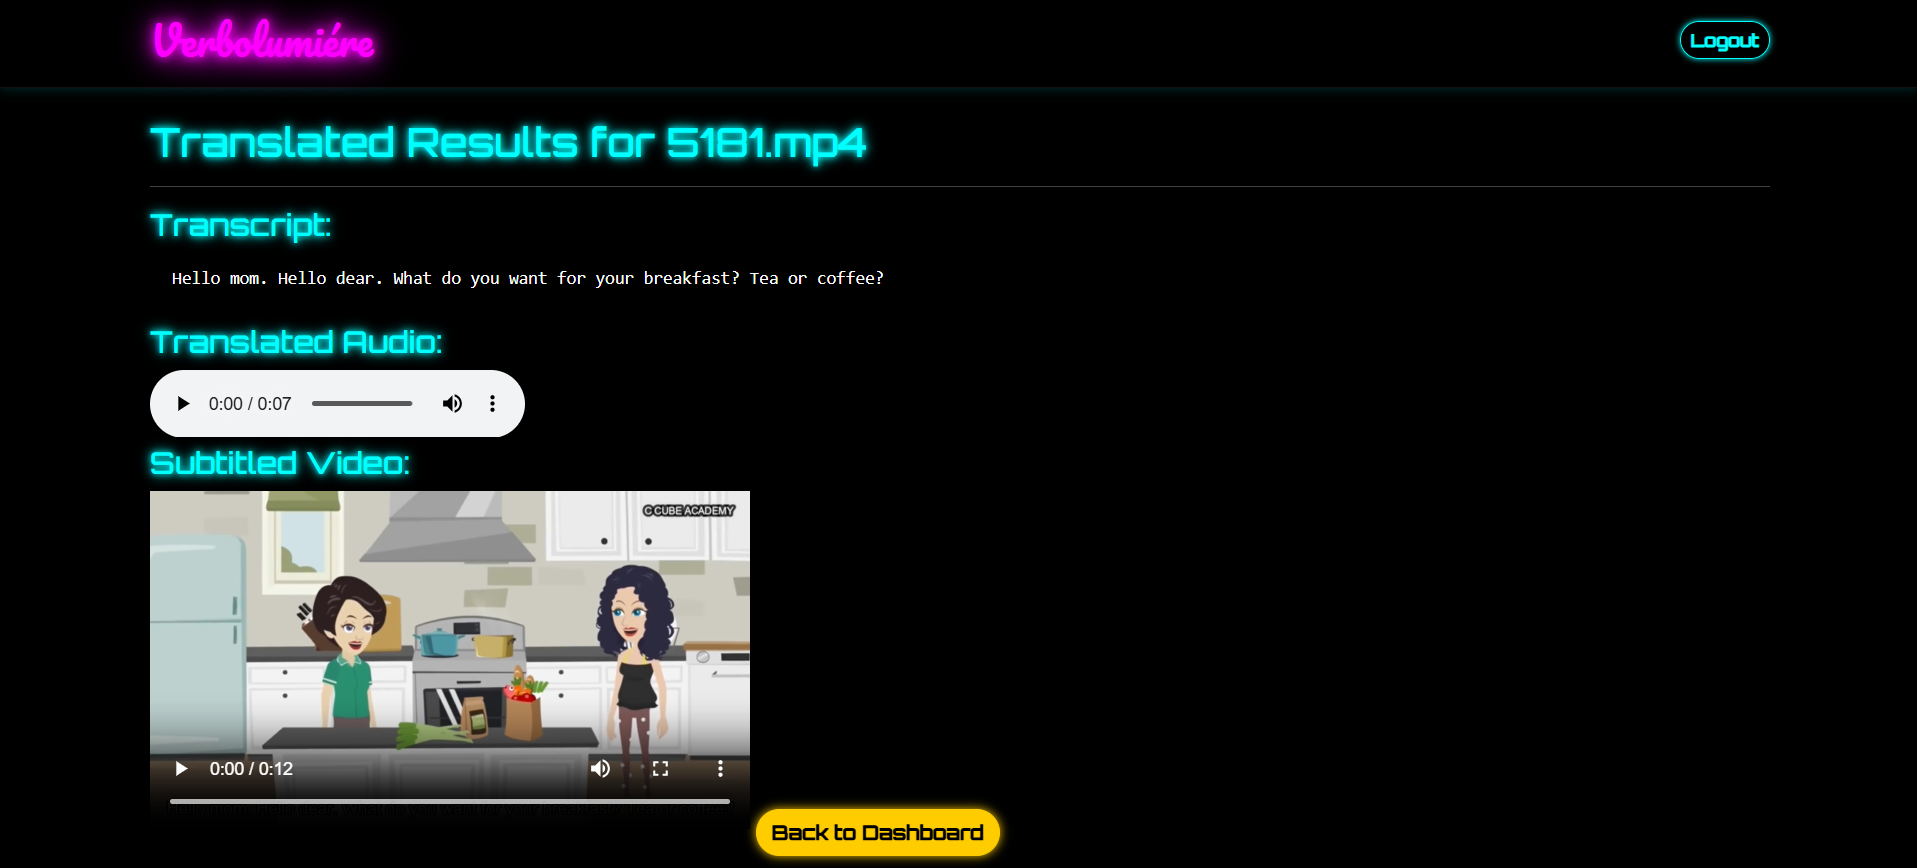 Verbolumiére
Logout
Translated Results for 5181.mp4
Transcript:
Hello mom. Hello dear. What do you want for your breakfast? Tea or coffee?
Translated Audio:
0:00 / 0:07
Subtitled Video:
C CUBE ACADEMY
0:00 / 0:12
Back to Dashboard